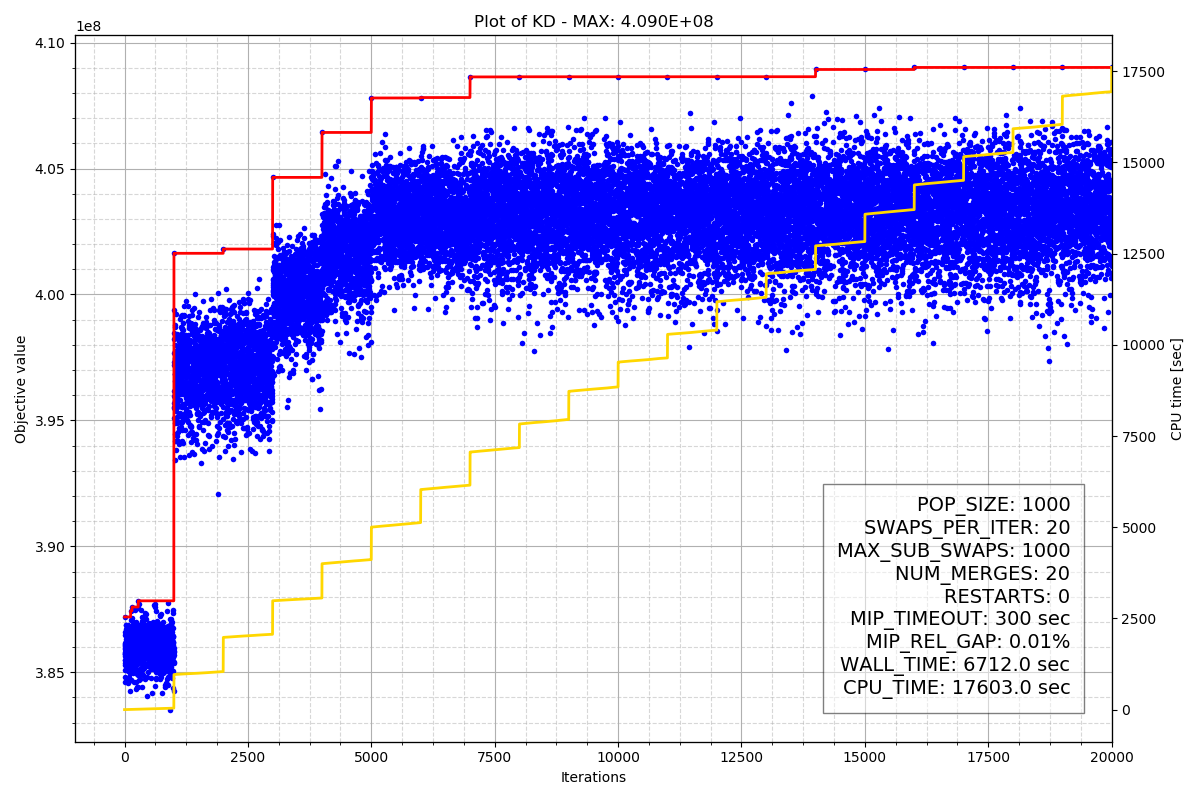 Plot of KD - MAX: 4.090E+08
1e8
4.10
4.05
4.00
3.95
3.90
3.85
Objective value
17500
15000
12500
10000
7500
5000
2500
0
CPU time [sec]
POP_SIZE: 1000
SWAPS_PER_ITER: 20
MAX_SUB_SWAPS: 1000
NUM_MERGES: 20
RESTARTS: 0
MIP_TIMEOUT: 300 sec
MIP_REL_GAP: 0.01%
WALL_TIME: 6712.0 sec
CPU_TIME: 17603.0 sec
0 2500 5000 7500 10000 12500 15000 17500 20000
Iterations